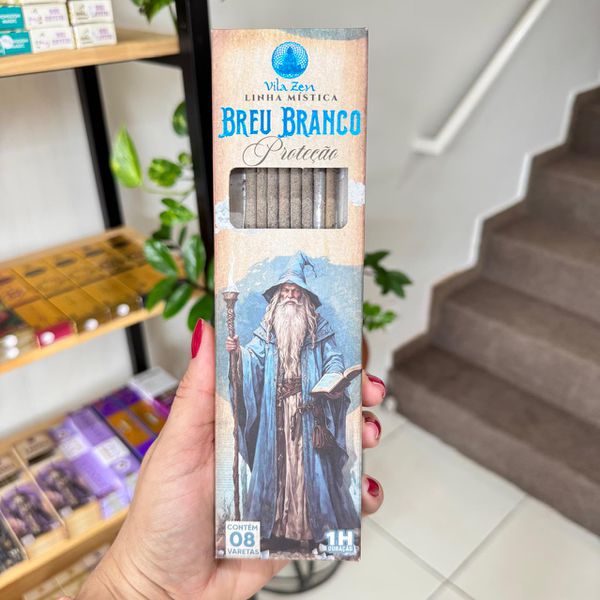 Vila Zen
LINHA MÍSTICA
BREU BRANCO
Proteção
CONTÉM
08
VARETAS
1H
DURAÇÃO